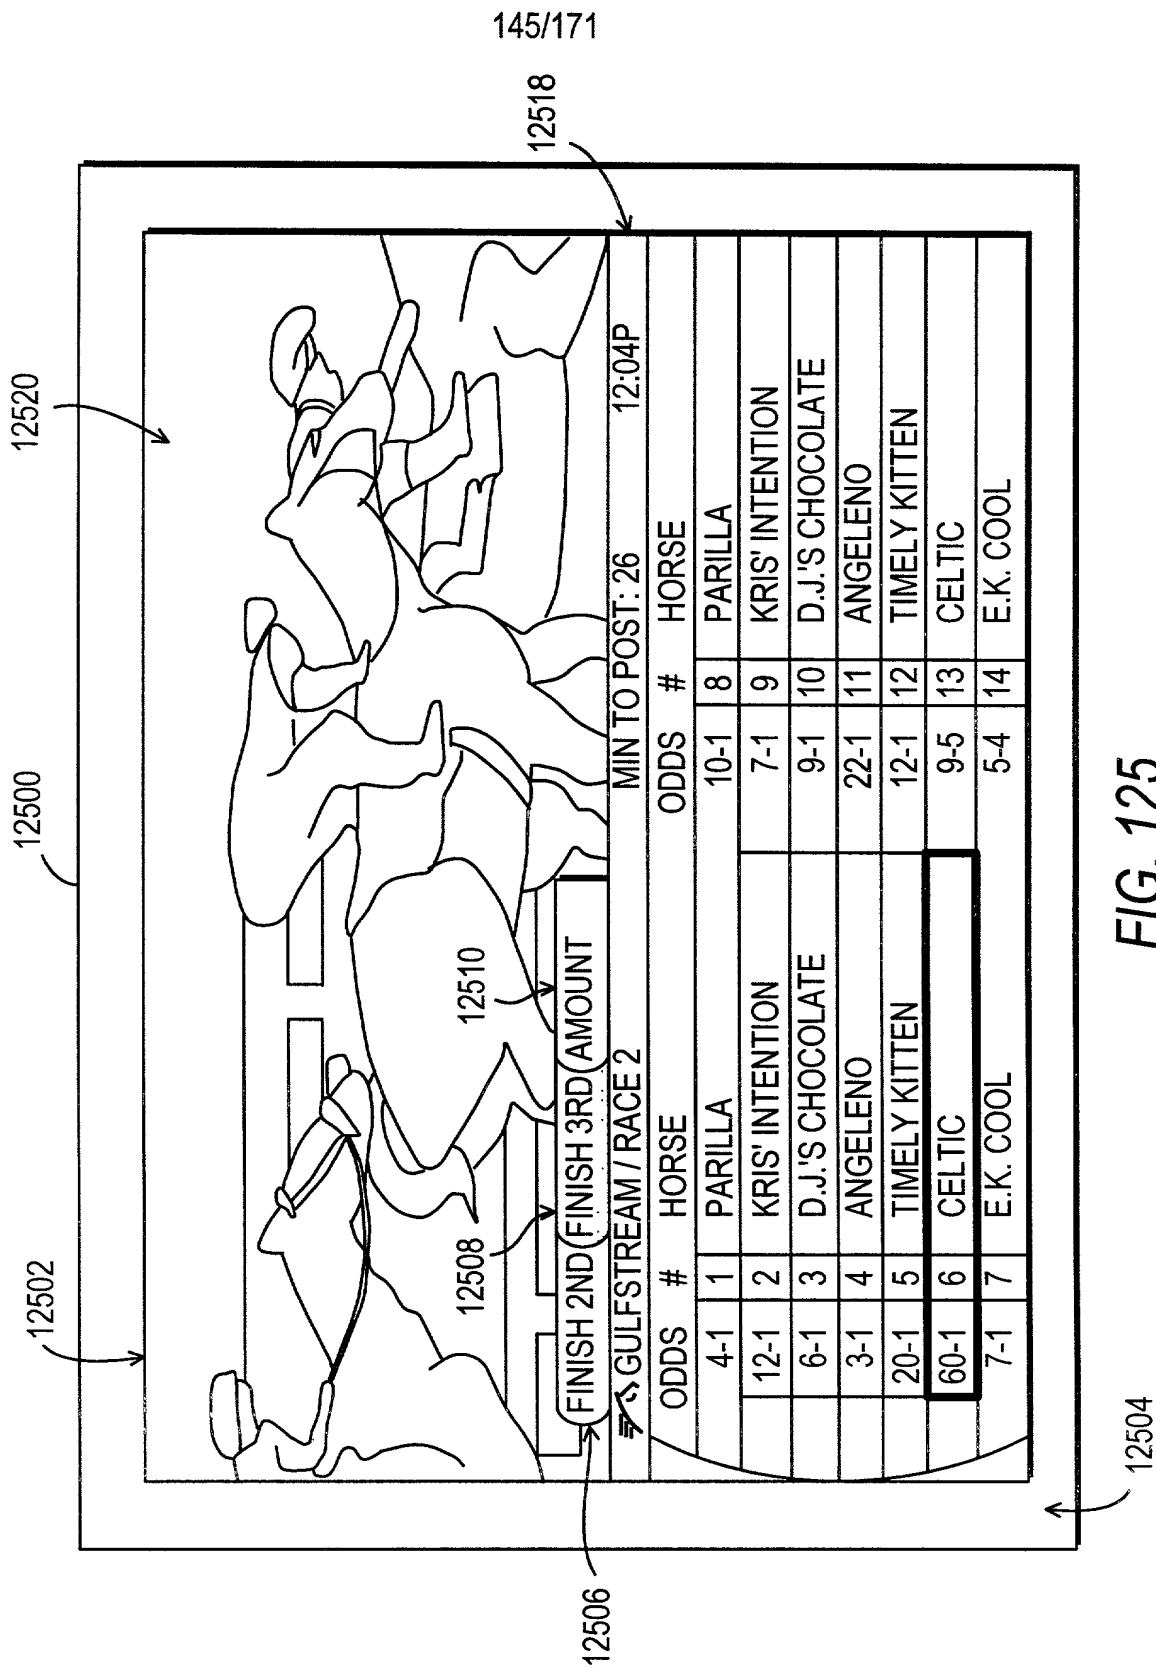 145/171
12500
12502
12520
12518
12510
12508
12506
12504
FINISH 2ND FINISH 3RD AMOUNT
GULFSTREAM / RACE 2 MIN TO POST: 26 12:04P
ODDS # HORSE ODDS # HORSE
4-1 1 PARILLA 10-1 8 PARILLA
12-1 2 KRIS' INTENTION 7-1 9 KRIS' INTENTION
6-1 3 D.J.'S CHOCOLATE 9-1 10 D.J.'S CHOCOLATE
3-1 4 ANGELENO 22-1 11 ANGELENO
20-1 5 TIMELY KITTEN 12-1 12 TIMELY KITTEN
60-1 6 CELTIC 9-5 13 CELTIC
7-1 7 E.K. COOL 5-4 14 E.K. COOL
FIG. 125